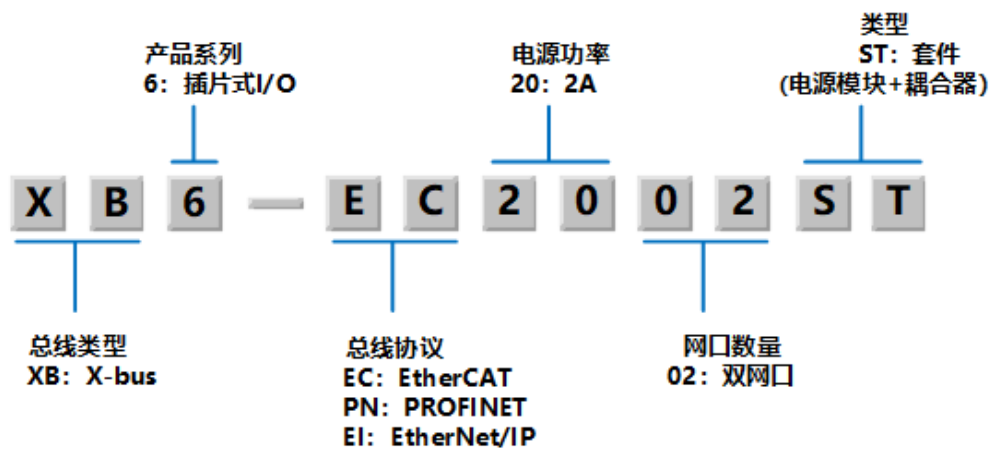 产品系列
6：插片式I/O
电源功率
20：2A
类型
ST：套件
(电源模块+耦合器)
X B 6 — E C 2 0 0 2 S T
总线类型
XB：X-bus
总线协议
EC：EtherCAT
PN：PROFINET
EI：EtherNet/IP
网口数量
02：双网口